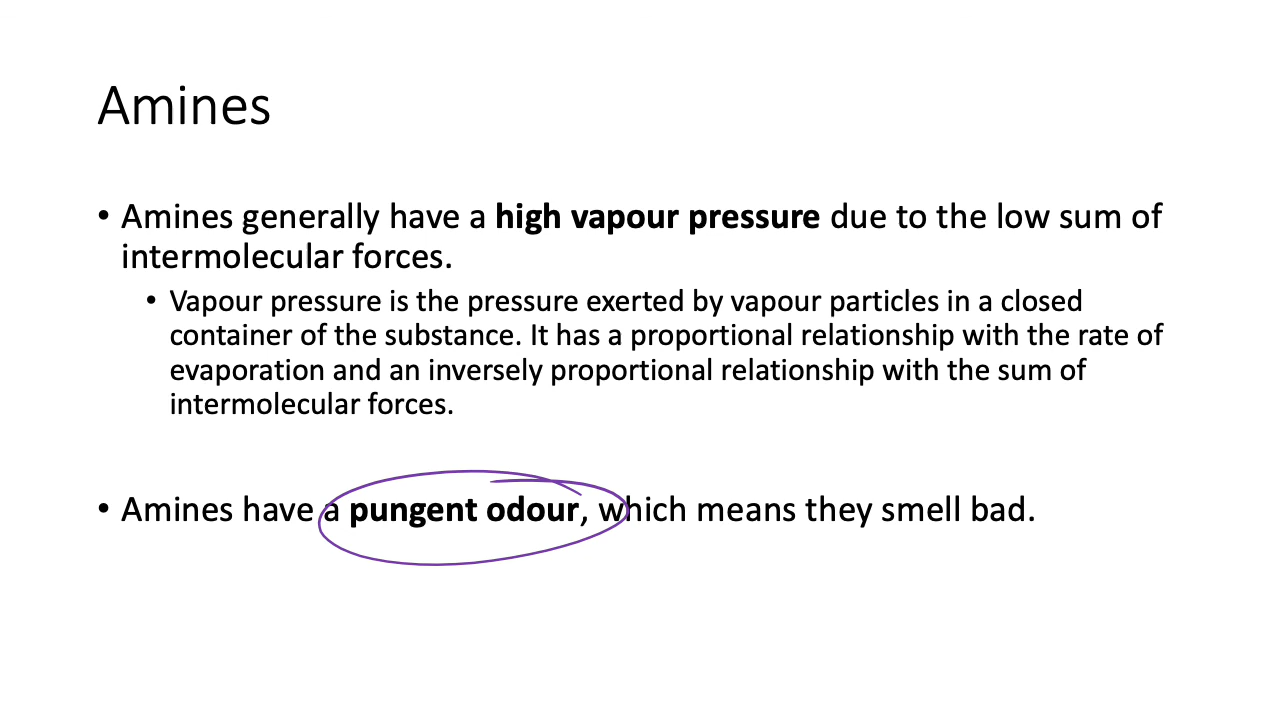 Amines
• Amines generally have a high vapour pressure due to the low sum of
intermolecular forces.
• Vapour pressure is the pressure exerted by vapour particles in a closed
container of the substance. It has a proportional relationship with the rate of
evaporation and an inversely proportional relationship with the sum of
intermolecular forces.
• Amines have a pungent odour, which means they smell bad.